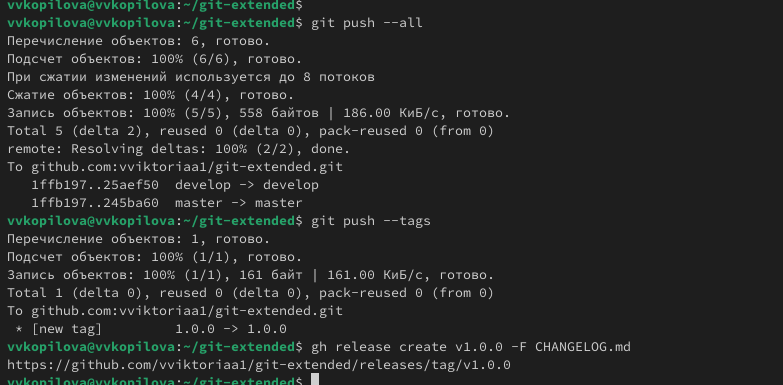 vvkopilova@vvkopilova:~/git-extended$
vvkopilova@vvkopilova:~/git-extended$ git push --all
Перечисление объектов: 6, готово.
Подсчет объектов: 100% (6/6), готово.
При сжатии изменений используется до 8 потоков
Сжатие объектов: 100% (4/4), готово.
Запись объектов: 100% (5/5), 558 байтов | 186.00 КиБ/с, готово.
Total 5 (delta 2), reused 0 (delta 0), pack-reused 0 (from 0)
remote: Resolving deltas: 100% (2/2), done.
To github.com:vviktoriaa1/git-extended.git
   1ffb197..25aef50  develop -> develop
   1ffb197..245ba60  master -> master
vvkopilova@vvkopilova:~/git-extended$ git push --tags
Перечисление объектов: 1, готово.
Подсчет объектов: 100% (1/1), готово.
Запись объектов: 100% (1/1), 161 байт | 161.00 КиБ/с, готово.
Total 1 (delta 0), reused 0 (delta 0), pack-reused 0 (from 0)
To github.com:vviktoriaa1/git-extended.git
 * [new tag]         1.0.0 -> 1.0.0
vvkopilova@vvkopilova:~/git-extended$ gh release create v1.0.0 -F CHANGELOG.md
https://github.com/vviktoriaa1/git-extended/releases/tag/v1.0.0
vvkopilova@vvkopilova:~/git-extended$